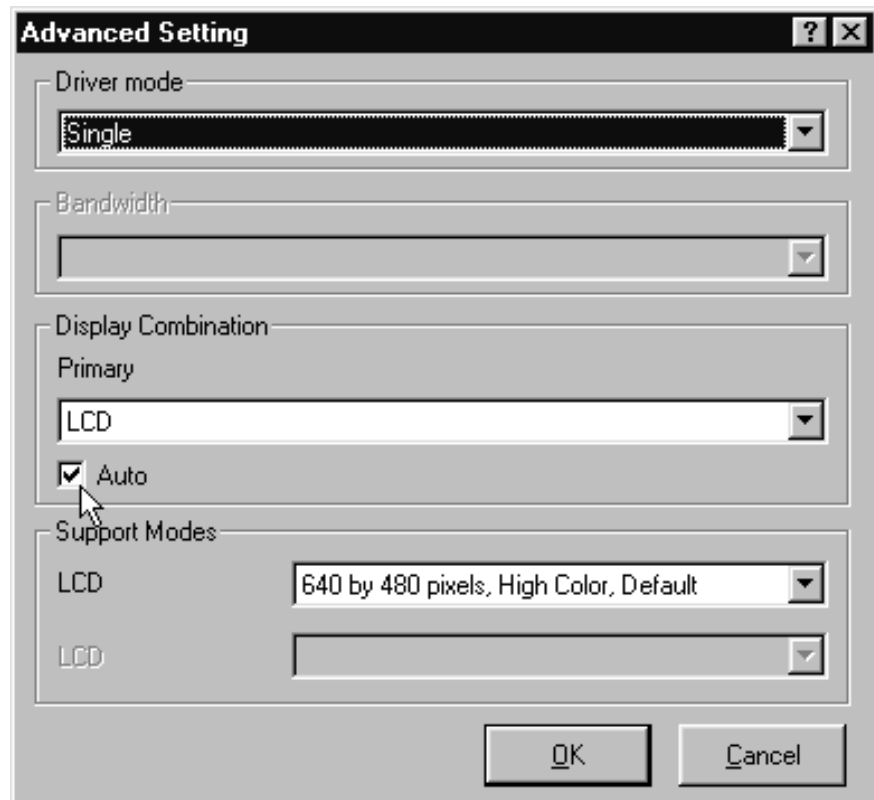 Advanced Setting
Driver mode
Single
Bandwidth
Display Combination
Primary
LCD
Auto
Support Modes
LCD 640 by 480 pixels, High Color, Default
LCD
OK Cancel